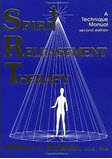 A
Technique
Manual
second edition
SPIRIT
RELEASEMENT
THERAPY